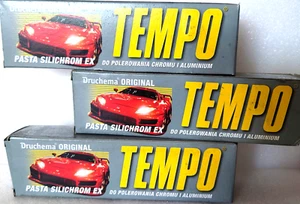 TEMPO
PASTA SILICHROM EX
DO POLEROWANIA CHROMU I ALUMINIUM
Druchema ORIGINAL
TEMPO
PASTA SILICHROM EX
DO POLEROWANIA CHROMU I ALUMINIUM
Druchema ORIGINAL
TEMPO
PASTA SILICHROM EX
DO POLEROWANIA CHROMU I ALUMINIUM